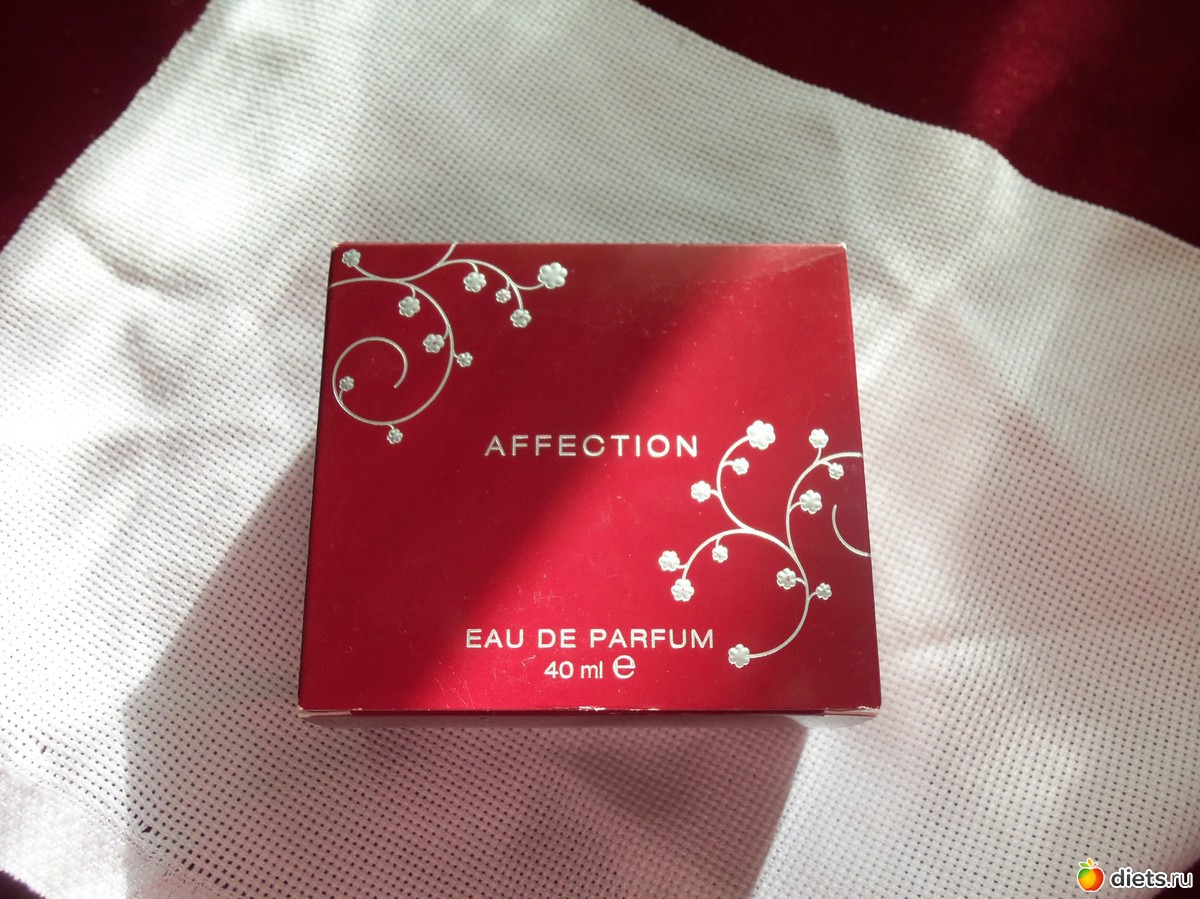 AFFECTION
EAU DE PARFUM
40 ml e
diets.ru